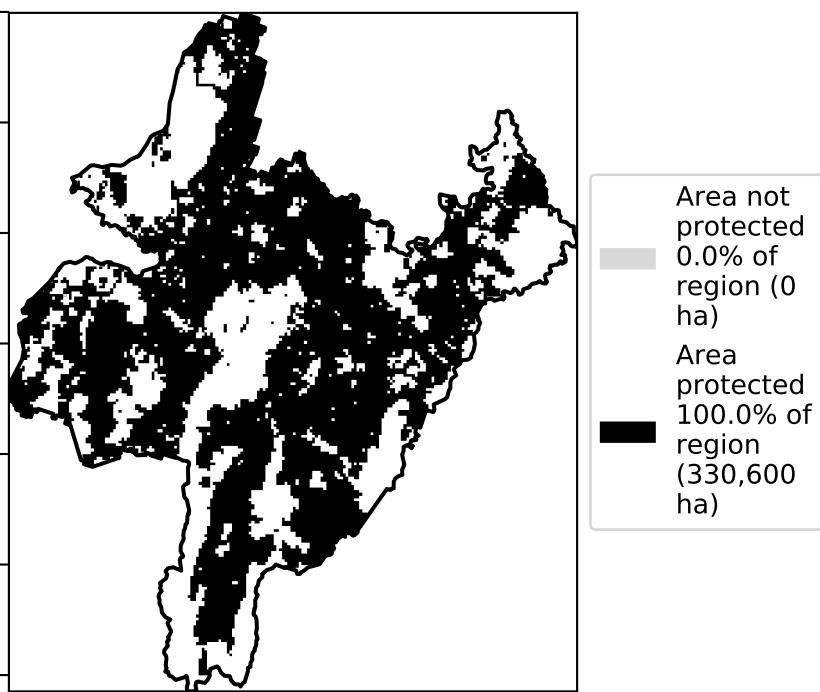 Area not
protected
0.0% of
region (0
ha)
Area
protected
100.0% of
region
(330,600
ha)